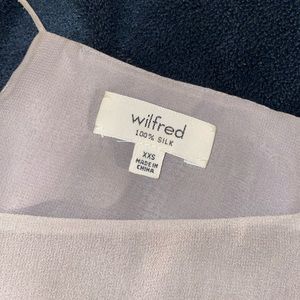 wilfred
100% SILK
XXS
MADE IN
CHINA